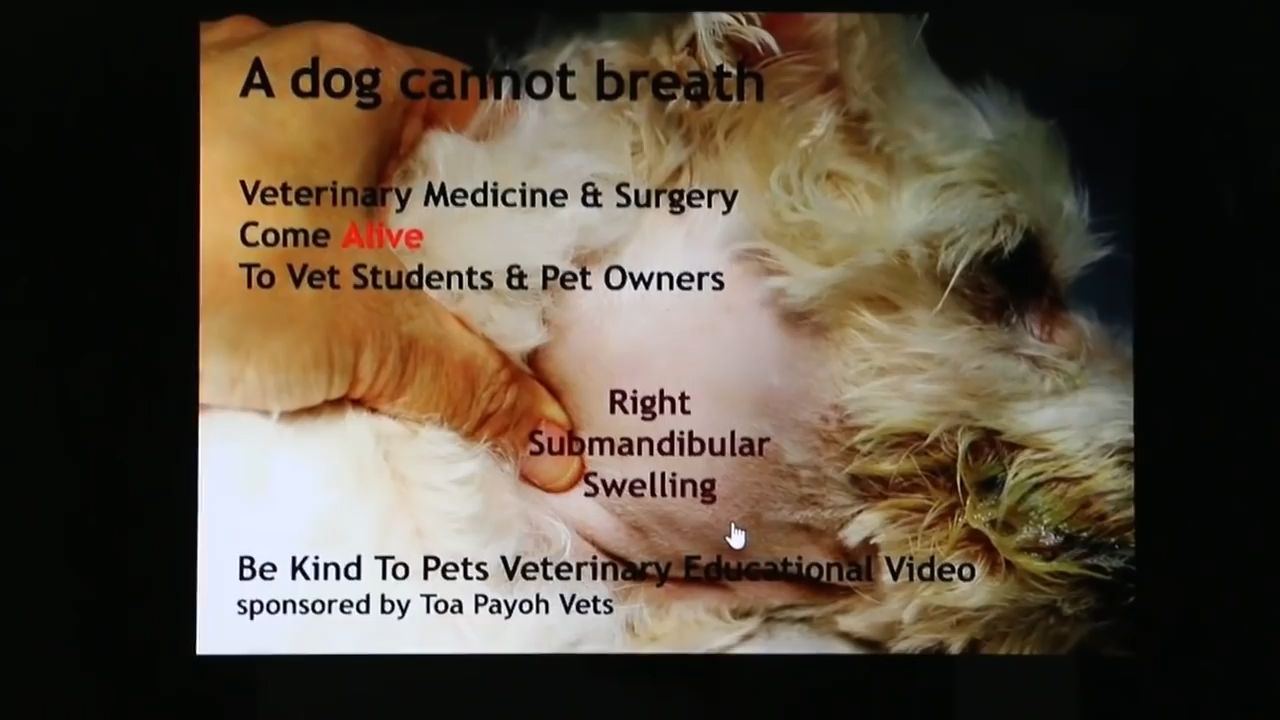 A dog cannot breath
Veterinary Medicine & Surgery
Come Alive
To Vet Students & Pet Owners
Right
Submandibular
Swelling
Be Kind To Pets Veterinary Educational Video
sponsored by Toa Payoh Vets